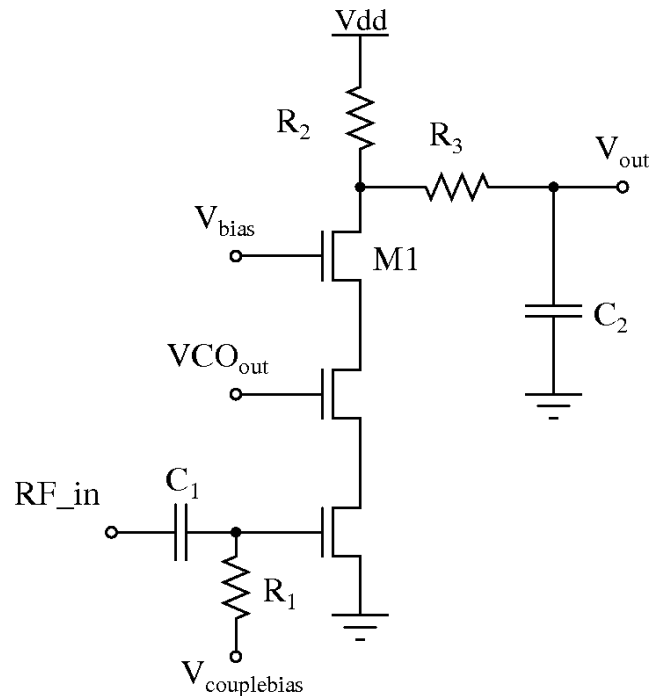 Vdd
R2
R3
Vout
Vbias
M1
C2
VCOout
C1
RF_in
R1
Vcouplebias